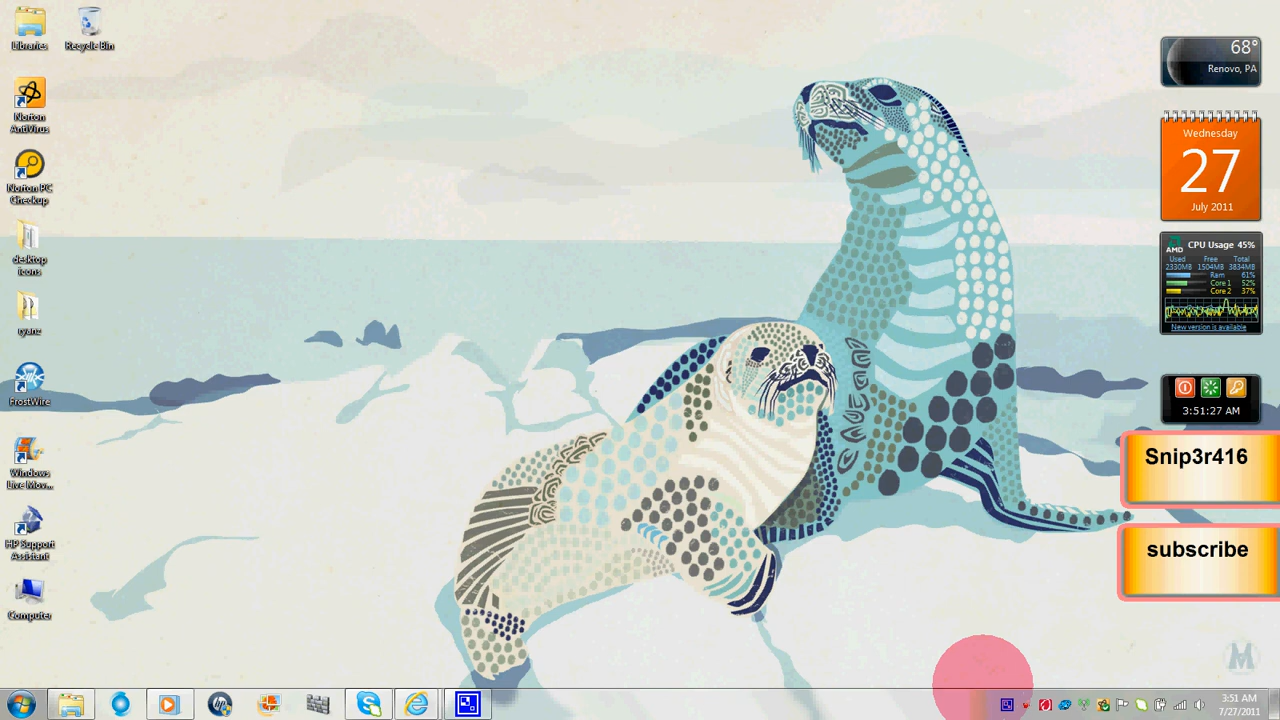 Libraries
Recycle Bin
Norton
AntiVirus
Norton PC
Checkup
desktop
icons
ryanz
FrostWire
Windows
Live Mov...
HP Support
Assistant
Computer
68°
Renovo, PA
Wednesday
27
July 2011
AMD
CPU Usage 45%
Used Free Total
2330MB 1504MB 3834MB
Ram 61%
Core 1 52%
Core 2 37%
New version is available
3:51:27 AM
Snip3r416
subscribe
M
hp
3:51 AM
7/27/2011